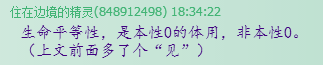 住在边境的精灵(848912498) 18:34:22
生命平等性，是本性0的体用，非本性0。
（上文前面多了个“见”）